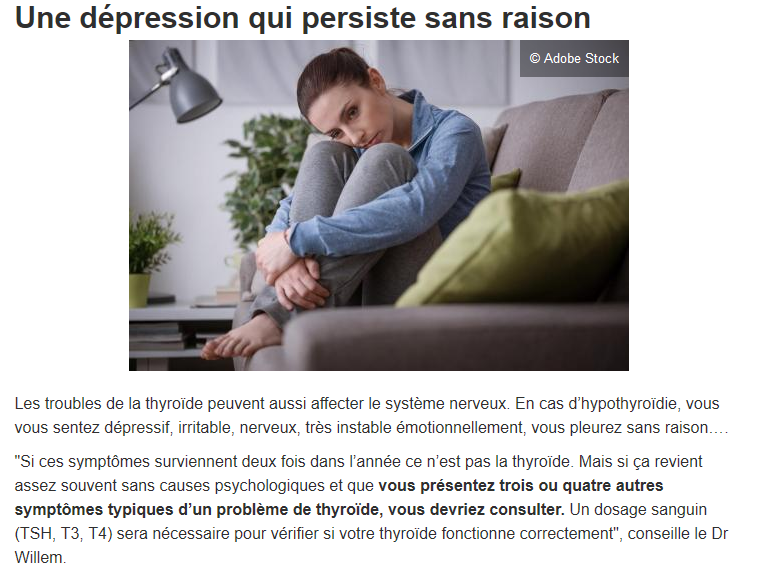 Une dépression qui persiste sans raison
© Adobe Stock
Les troubles de la thyroïde peuvent aussi affecter le système nerveux. En cas d’hypothyroïdie, vous
vous sentez dépressif, irritable, nerveux, très instable émotionnellement, vous pleurez sans raison….
"Si ces symptômes surviennent deux fois dans l’année ce n’est pas la thyroïde. Mais si ça revient
assez souvent sans causes psychologiques et que vous présentez trois ou quatre autres
symptômes typiques d’un problème de thyroïde, vous devriez consulter. Un dosage sanguin
(TSH, T3, T4) sera nécessaire pour vérifier si votre thyroïde fonctionne correctement", conseille le Dr
Willem.